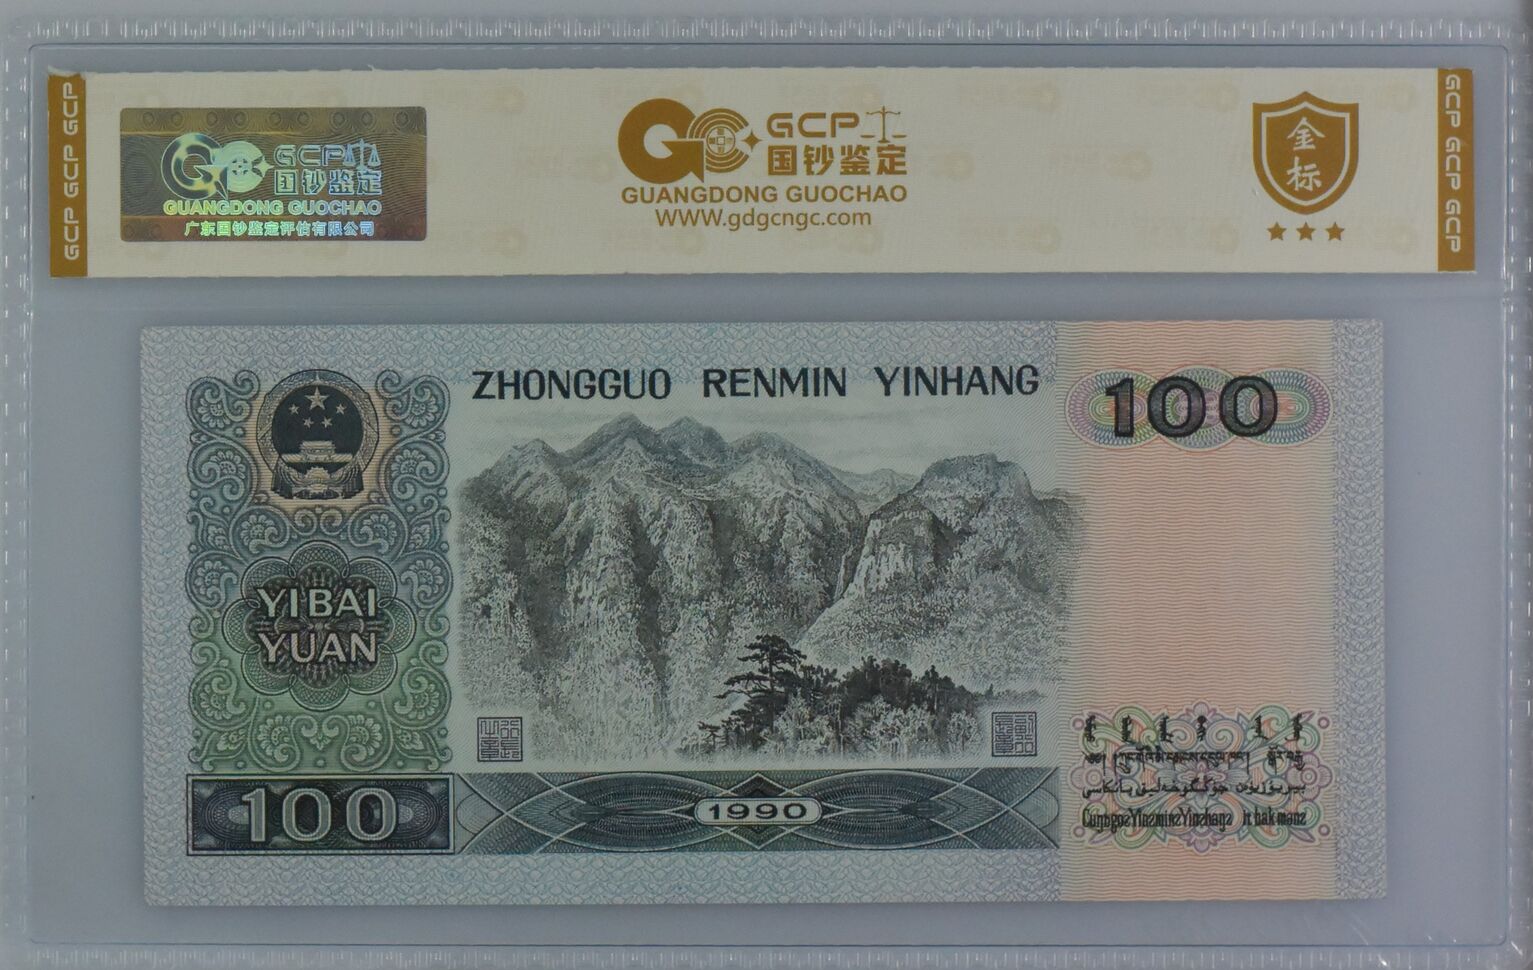 GCP GCP GCP
GCP
国钞鉴定
GUANGDONG GUOCHAO
广东国钞鉴定评估有限公司
GCP
国钞鉴定
GUANGDONG GUOCHAO
WWW.gdgcngc.com
金标
GCP GCP GCP
ZHONGGUO RENMIN YINHANG
100
YIBAI
YUAN
100
1990